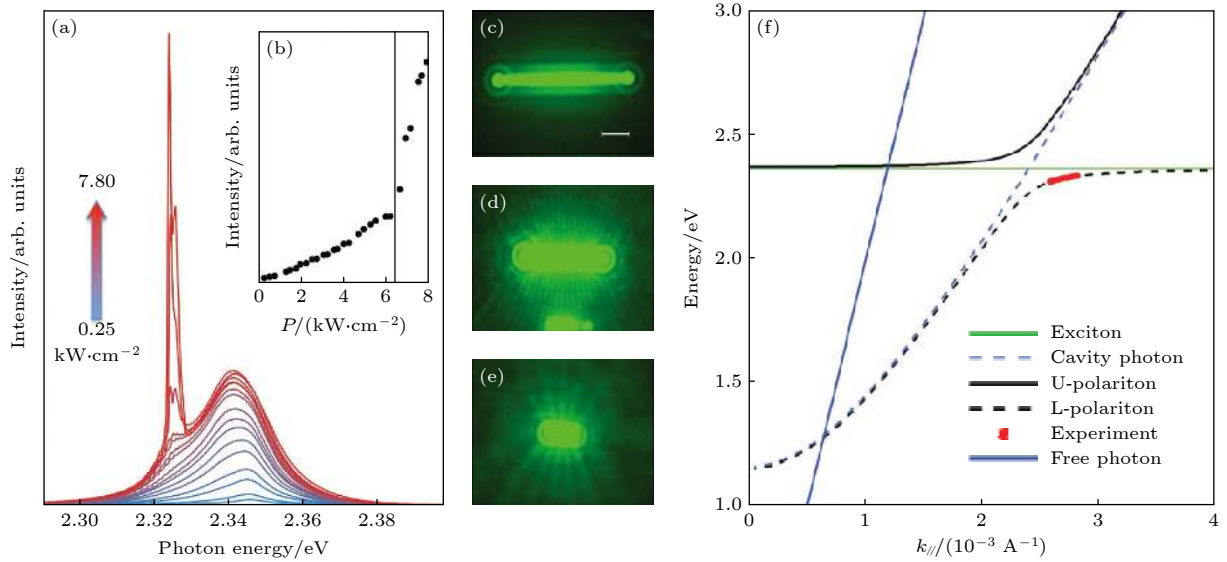 (a)
Intensity/arb. units
7.80
0.25
kW·cm−2
2.30
2.32
2.34
2.36
2.38
Photon energy/eV
(b)
Intensity/arb. units
0
2
4
6
8
P/(kW·cm−2)
(c)
(d)
(e)
(f)
Energy/eV
3.0
2.5
2.0
1.5
1.0
Exciton
Cavity photon
U-polariton
L-polariton
Experiment
Free photon
0
1
2
3
4
k∕∕/(10−3 A−1)